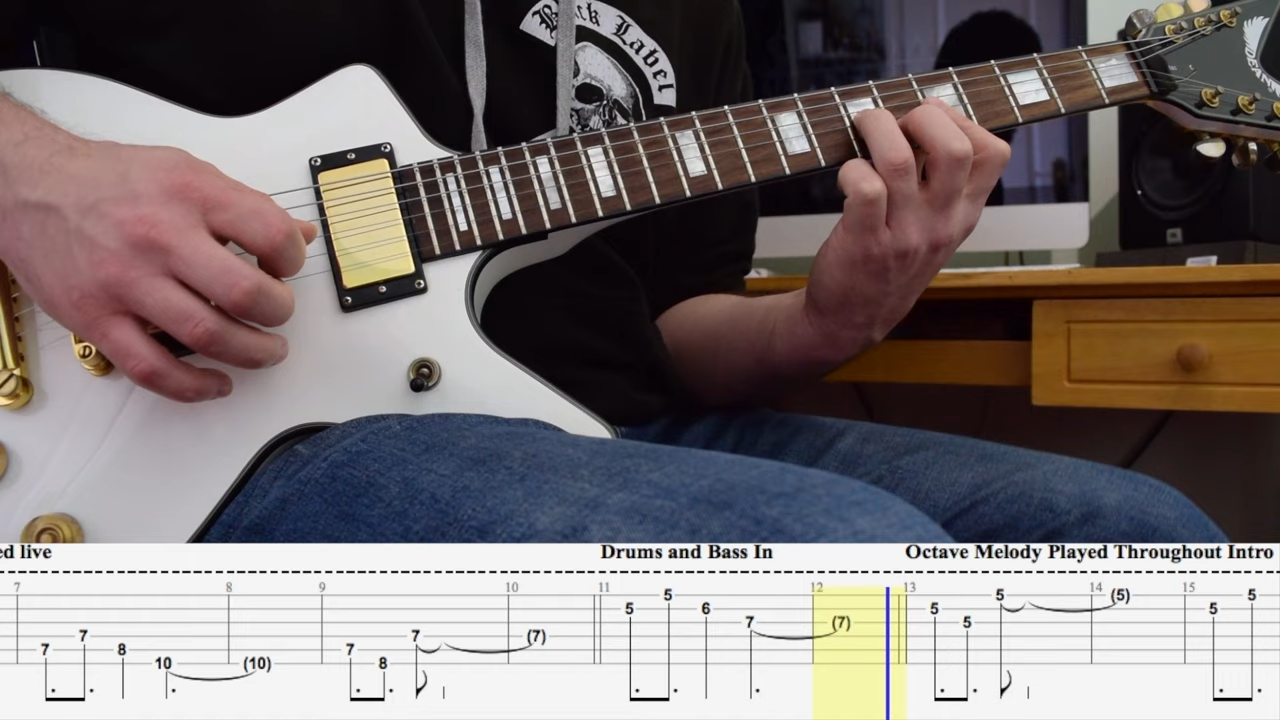 Black Label
DEAN
ed live
Drums and Bass In
Octave Melody Played Throughout Intro
7 8 9 10 11 12 13 14 15
5 5 (5) 5
7 (7) 5 6 5 5
7 7 (7) 5
7 8 7 8
10 (10)